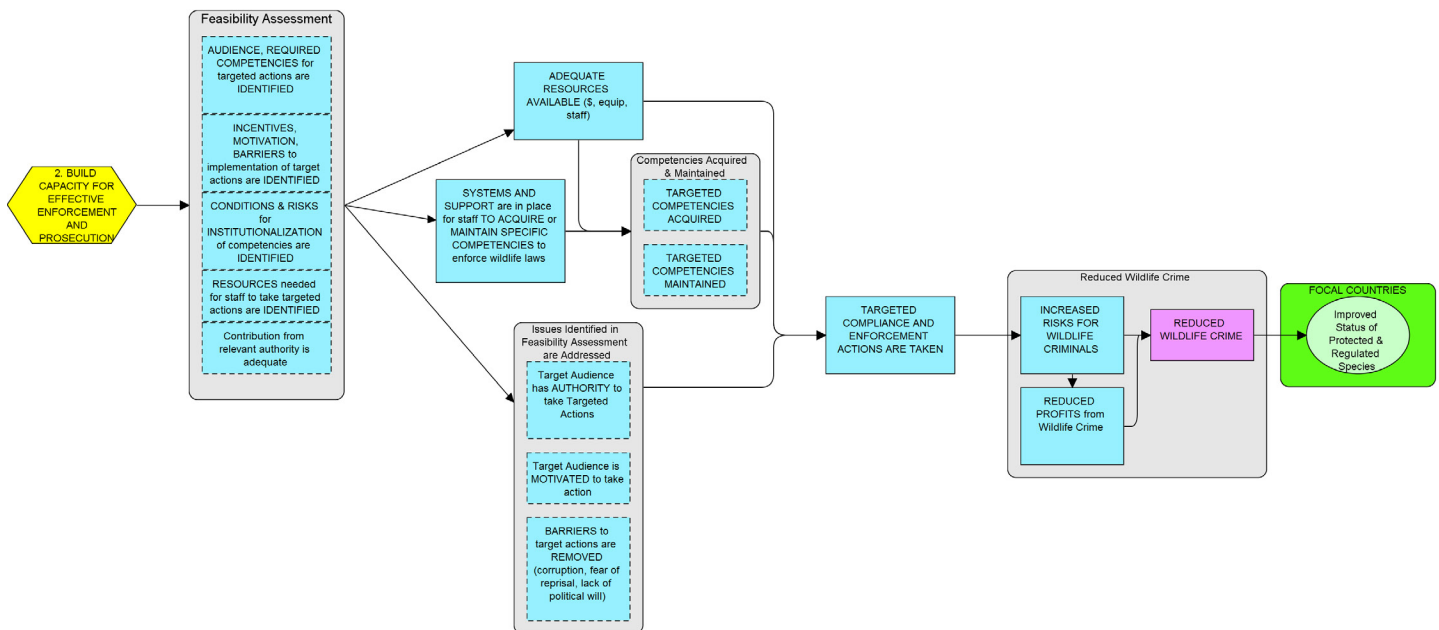 Feasibility Assessment
AUDIENCE, REQUIRED
COMPETENCIES for
targeted actions are
IDENTIFIED
INCENTIVES,
MOTIVATION,
BARRIERS to
implementation of target
actions are IDENTIFIED
CONDITIONS & RISKS
for
INSTITUTIONALIZATION
of competencies are
IDENTIFIED
RESOURCES needed
for staff to take targeted
actions are IDENTIFIED
Contribution from
relevant authority is
adequate
2. BUILD
CAPACITY FOR
EFFECTIVE
ENFORCEMENT
AND
PROSECUTION
ADEQUATE
RESOURCES
AVAILABLE ($, equip,
staff)
SYSTEMS AND
SUPPORT are in place
for staff TO ACQUIRE or
MAINTAIN SPECIFIC
COMPETENCIES to
enforce wildlife laws
Competencies Acquired
& Maintained
TARGETED
COMPETENCIES
ACQUIRED
TARGETED
COMPETENCIES
MAINTAINED
Issues Identified in
Feasibility Assessment
are Addressed
Target Audience
has AUTHORITY to
take Targeted
Actions
Target Audience is
MOTIVATED to take
action
BARRIERS to
target actions are
REMOVED
(corruption, fear of
reprisal, lack of
political will)
TARGETED
COMPLIANCE AND
ENFORCEMENT
ACTIONS ARE TAKEN
Reduced Wildlife Crime
INCREASED
RISKS FOR
WILDLIFE
CRIMINALS
REDUCED
PROFITS from
Wildlife Crime
REDUCED
WILDLIFE CRIME
FOCAL COUNTRIES
Improved
Status of
Protected &
Regulated
Species